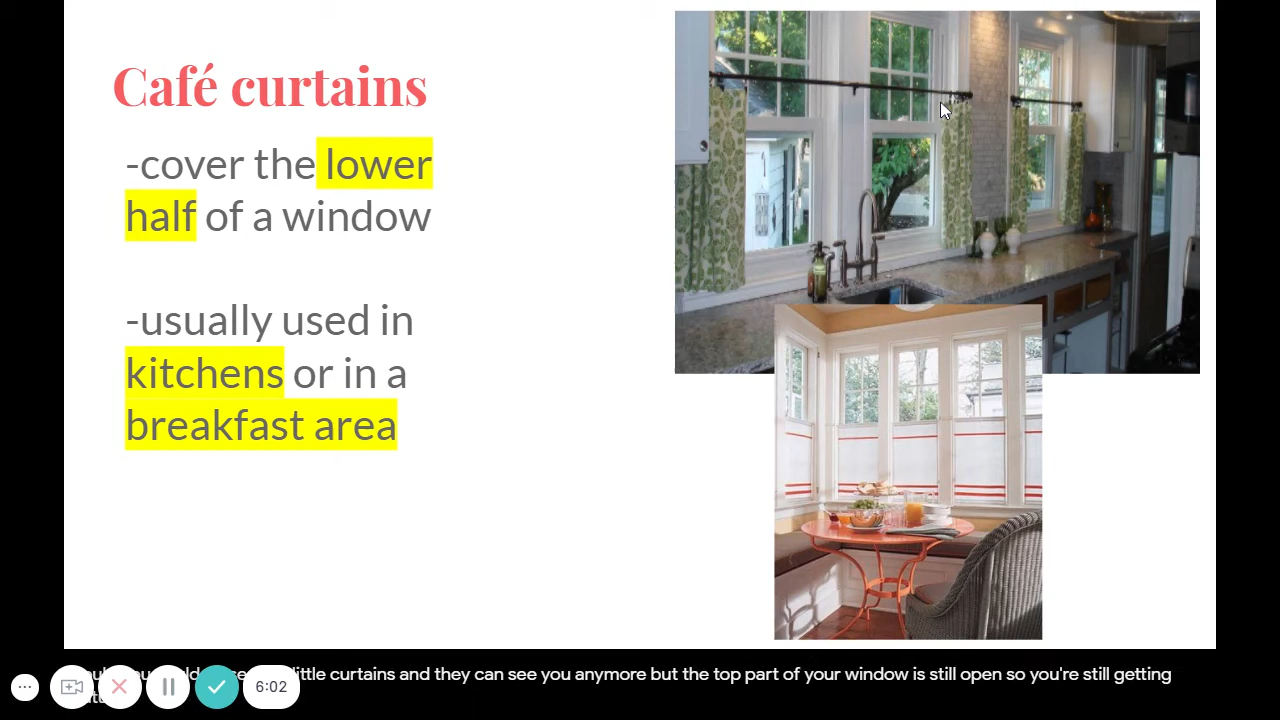 Café curtains
-cover the lower
half of a window
-usually used in
kitchens or in a
breakfast area
little curtains and they can see you anymore but the top part of your window is still open so you're still getting
6:02